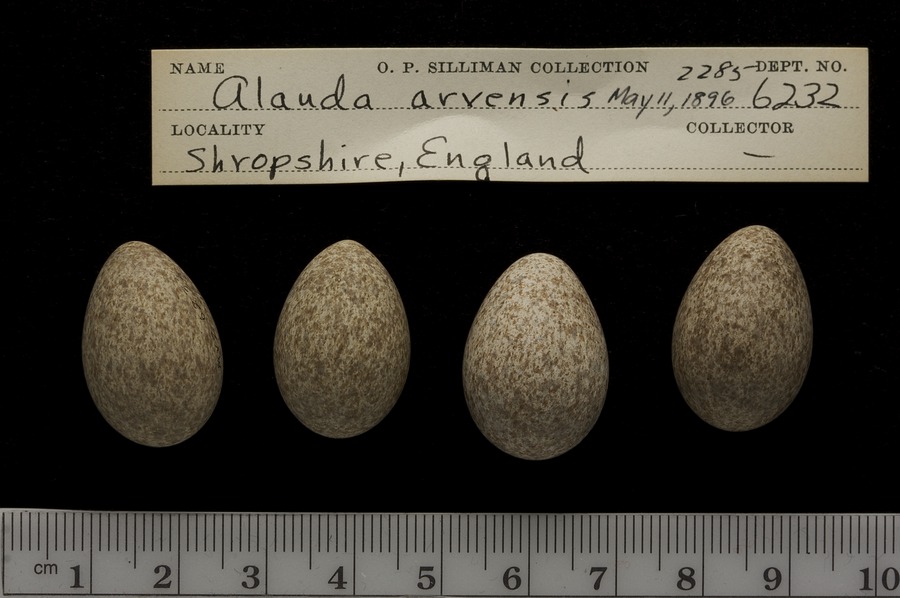 NAME O. P. SILLIMAN COLLECTION 2285 DEPT. NO.
Alauda arvensis May 11, 1896 6232
LOCALITY COLLECTOR
Shropshire, England —
cm 1 2 3 4 5 6 7 8 9 10